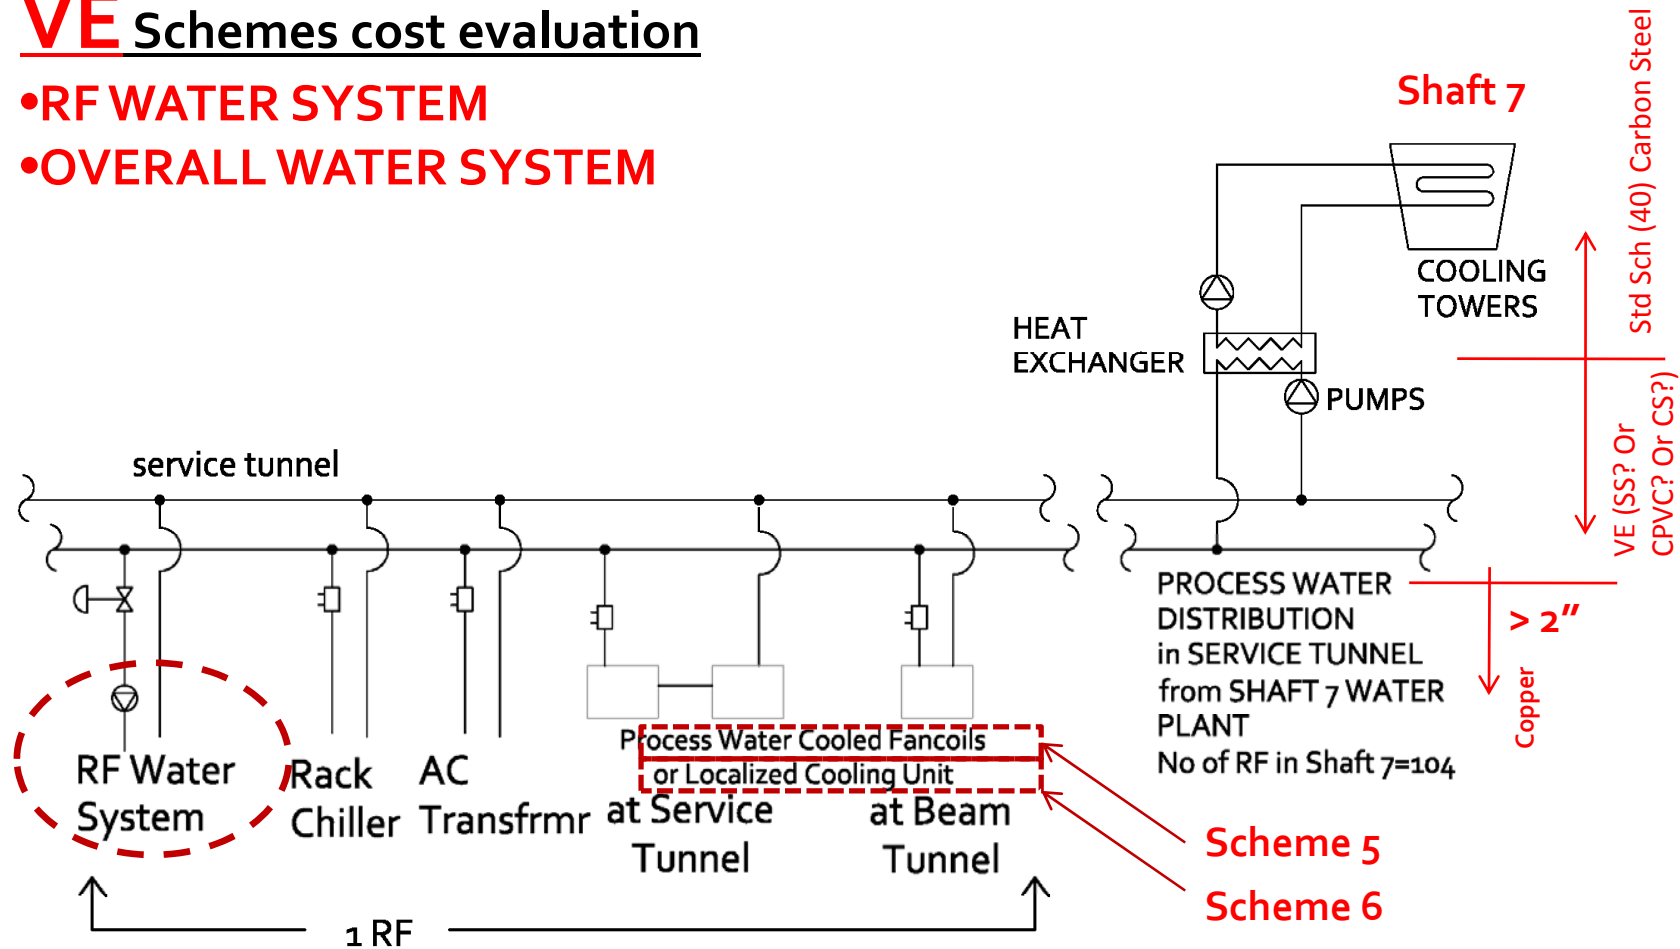 VE Schemes cost evaluation
•RF WATER SYSTEM
•OVERALL WATER SYSTEM
Shaft 7
COOLING
TOWERS
HEAT
EXCHANGER
PUMPS
Std Sch (40) Carbon Steel
VE (SS? Or
CPVC? Or CS?)
service tunnel
PROCESS WATER
DISTRIBUTION
in SERVICE TUNNEL
from SHAFT 7 WATER
PLANT
No of RF in Shaft 7=104
> 2”
Copper
RF Water
System
Rack
Chiller
AC
Transfrmr
Process Water Cooled Fancoils
or Localized Cooling Unit
at Service
Tunnel
at Beam
Tunnel
Scheme 5
Scheme 6
1 RF